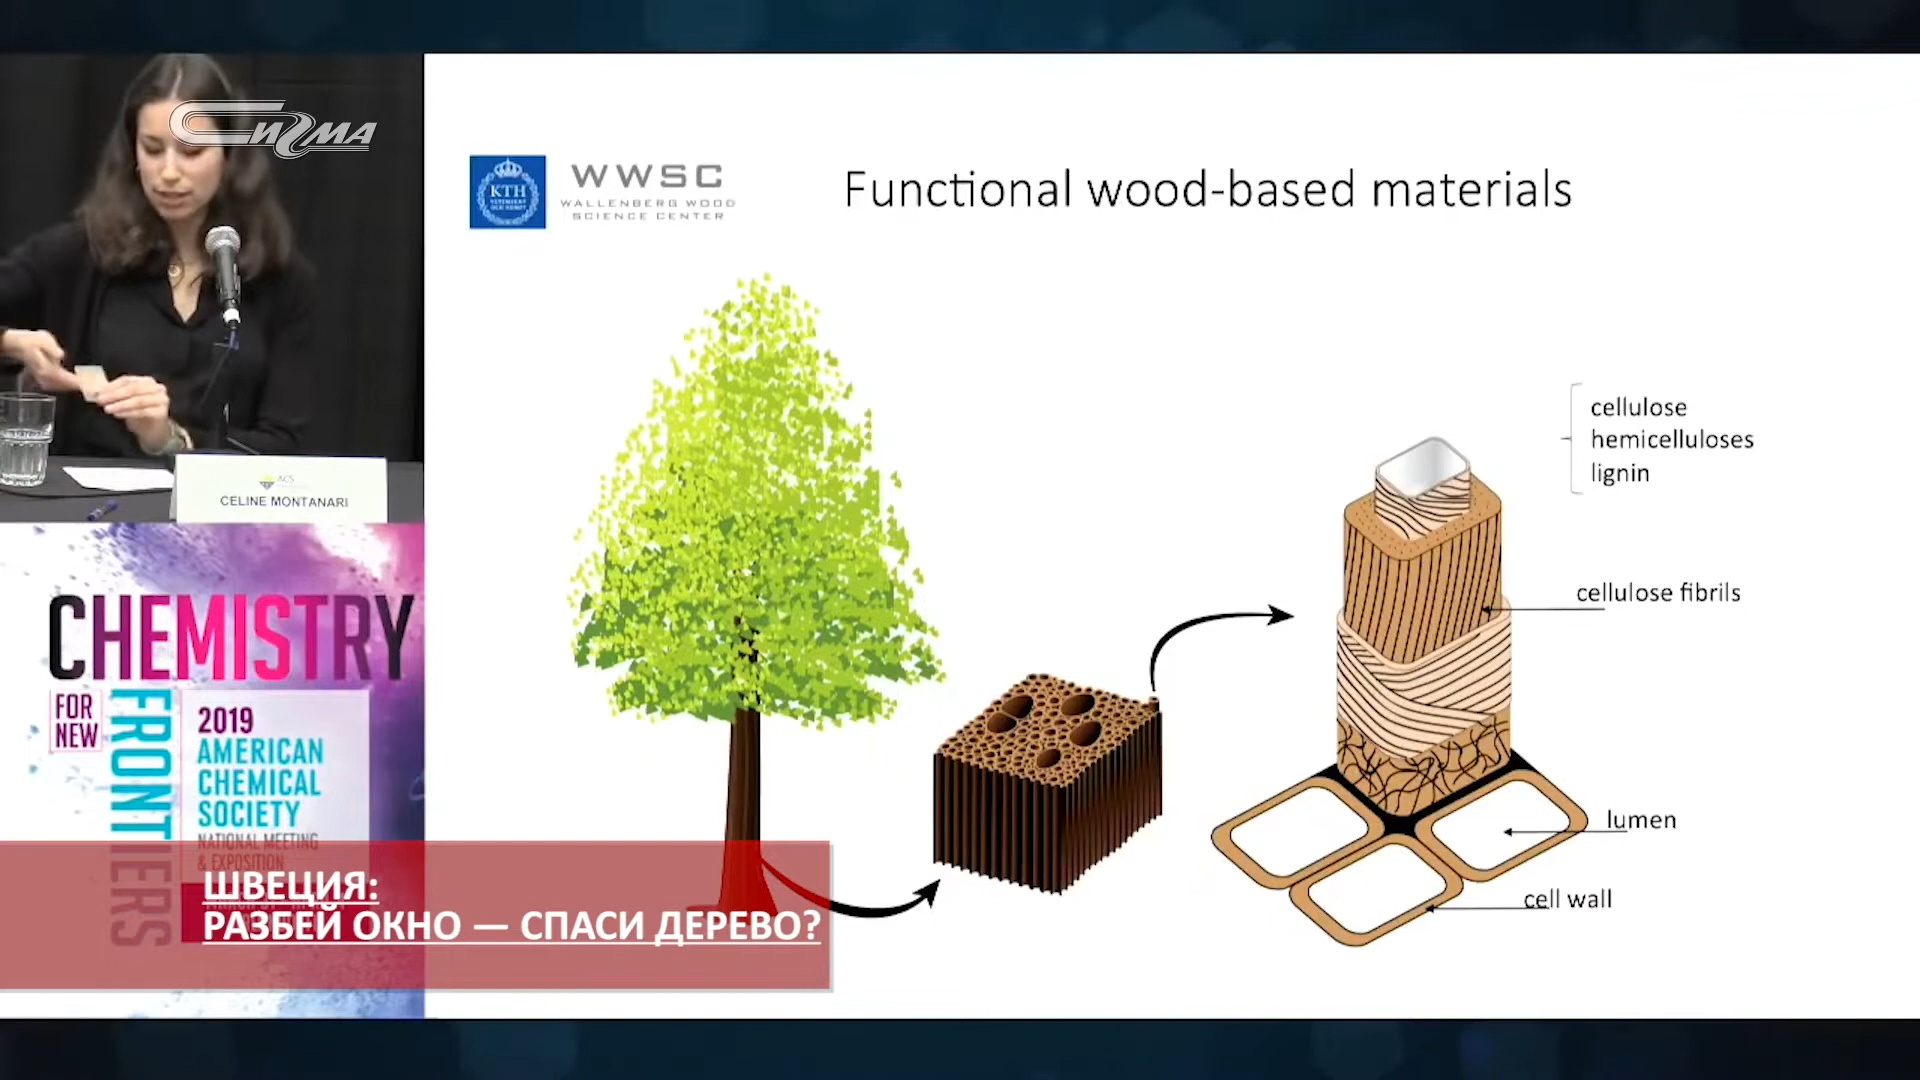 СИГМА
KTH
WWSC
WALLENBERG WOOD
SCIENCE CENTER
Functional wood-based materials
cellulose
hemicelluloses
lignin
cellulose fibrils
lumen
cell wall
ACS
CELINE MONTANARI
CHEMISTRY
FOR
NEW
FRONTIERS
2019
AMERICAN
CHEMICAL
SOCIETY
NATIONAL MEETING
& EXPOSITION
ШВЕЦИЯ:
РАЗБЕЙ ОКНО — СПАСИ ДЕРЕВО?